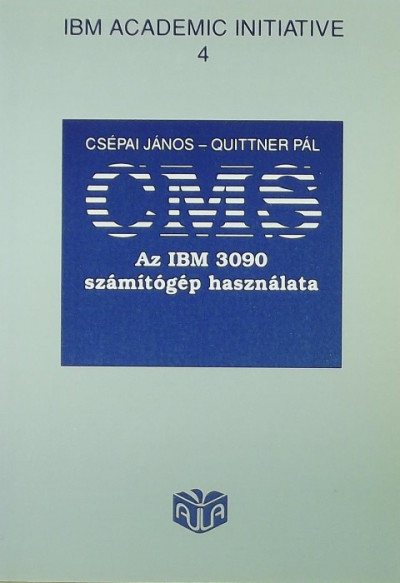 IBM ACADEMIC INITIATIVE
4
CSÉPAI JÁNOS – QUITTNER PÁL
CMS
Az IBM 3090
számítógép használata
AULA